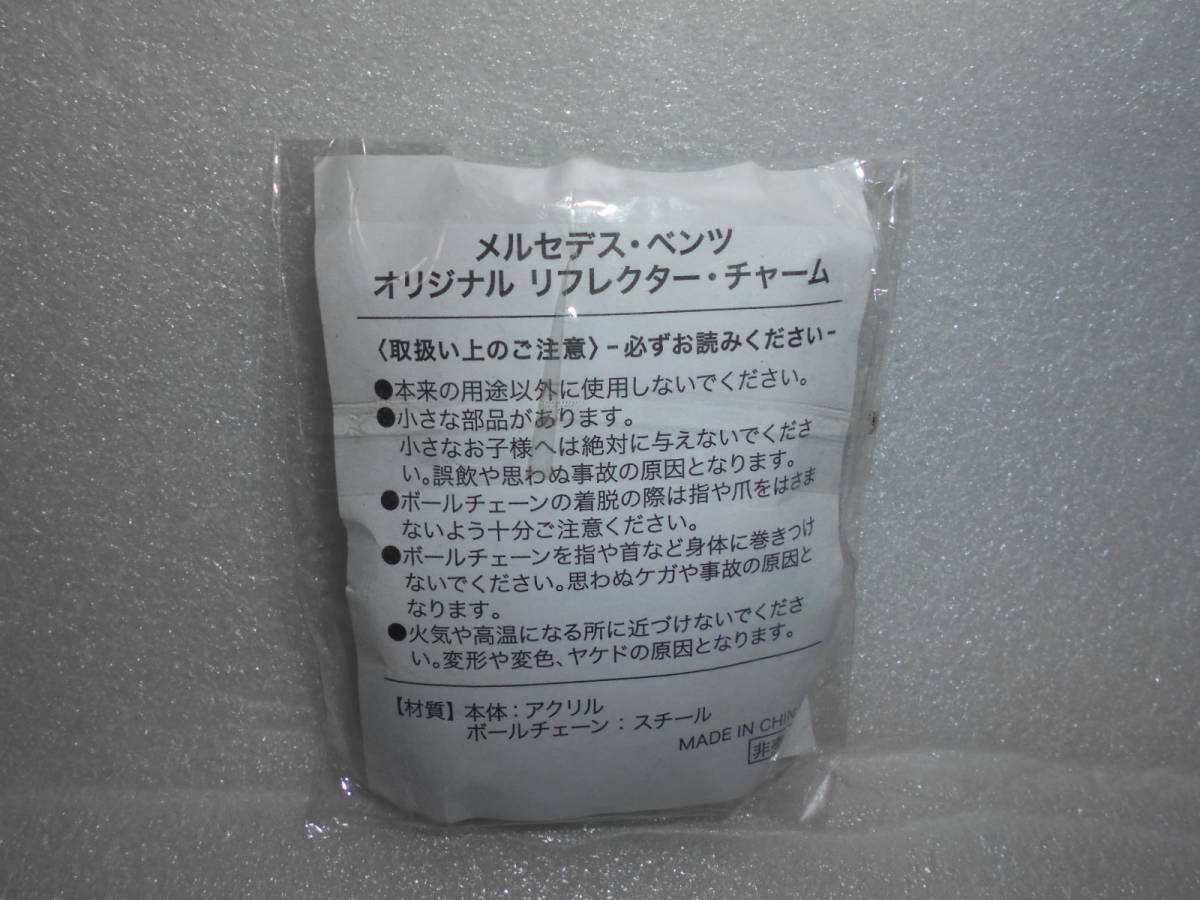 メルセデス・ベンツ
オリジナル リフレクター・チャーム
〈取扱い上のご注意〉-必ずお読みください-
●本来の用途以外に使用しないでください。
●小さな部品があります。
小さなお子様へは絶対に与えないでくださ
い。誤飲や思わぬ事故の原因となります。
●ボールチェーンの着脱の際は指や爪をはさま
ないよう十分ご注意ください。
●ボールチェーンを指や首など身体に巻きつけ
ないでください。思わぬケガや事故の原因と
なります。
●火気や高温になる所に近づけないでくださ
い。変形や変色、ヤケドの原因となります。
【材質】本体：アクリル
ボールチェーン：スチール
MADE IN CHIN
非